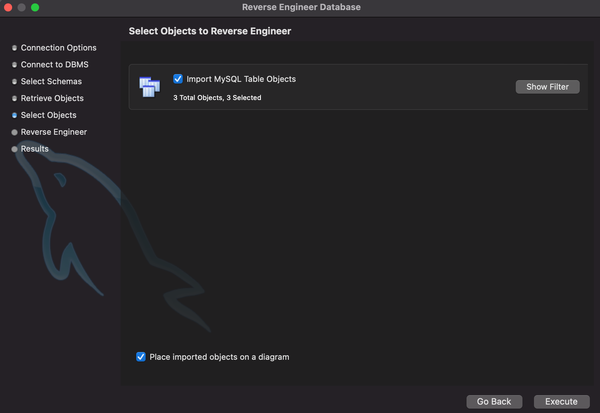 Reverse Engineer Database
Select Objects to Reverse Engineer
Connection Options
Connect to DBMS
Select Schemas
Retrieve Objects
Select Objects
Reverse Engineer
Results
Import MySQL Table Objects
3 Total Objects, 3 Selected
Show Filter
Place imported objects on a diagram
Go Back
Execute